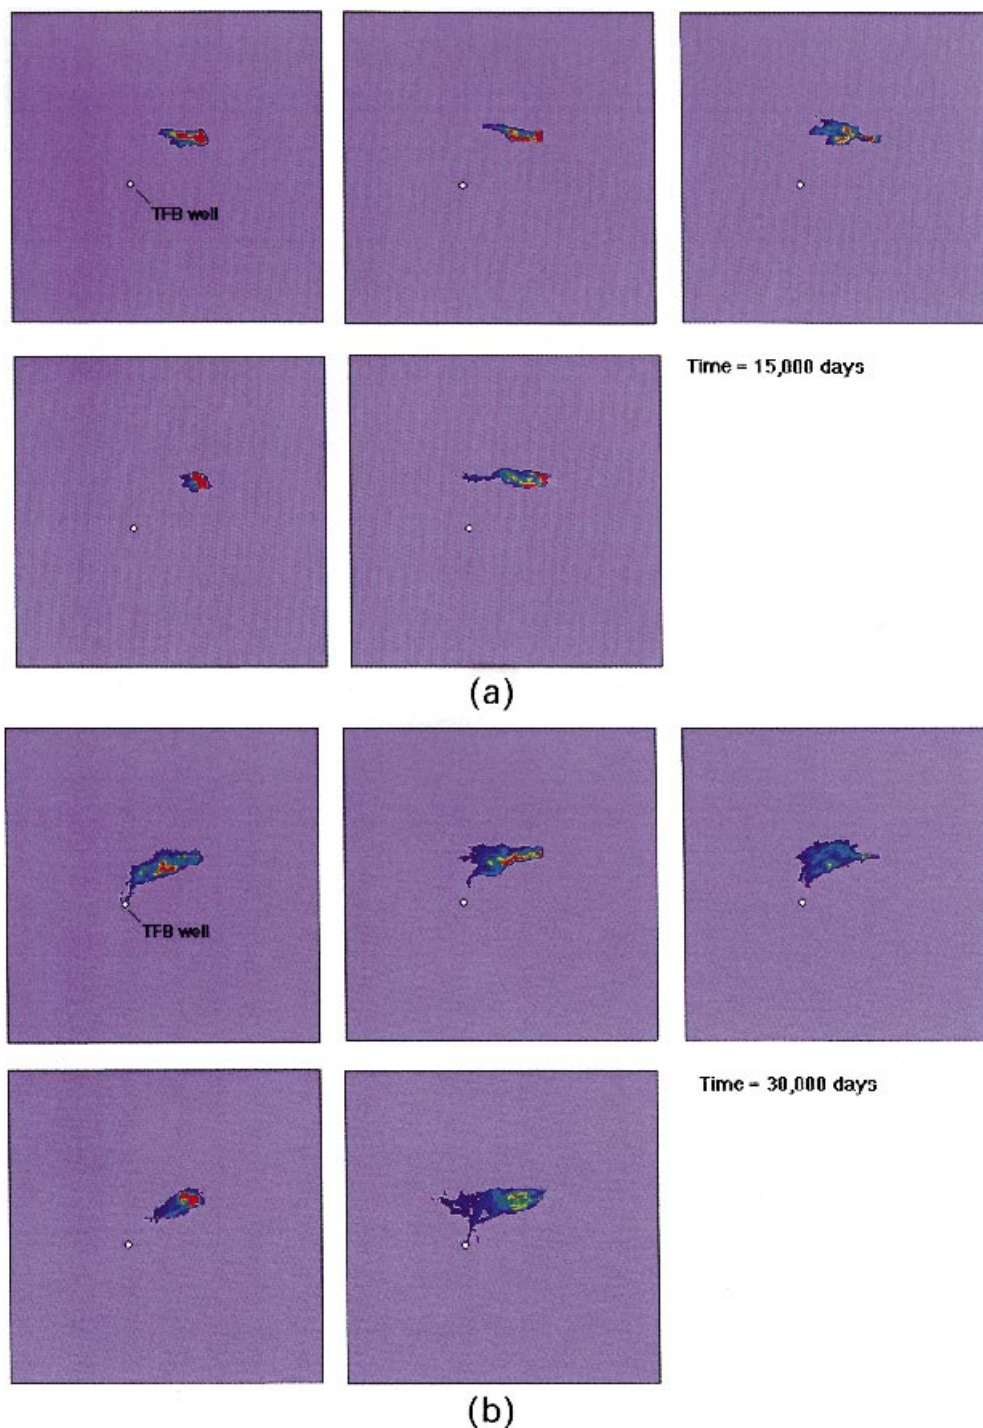 TFB well
Time = 15,000 days
(a)
TFB well
Time = 30,000 days
(b)